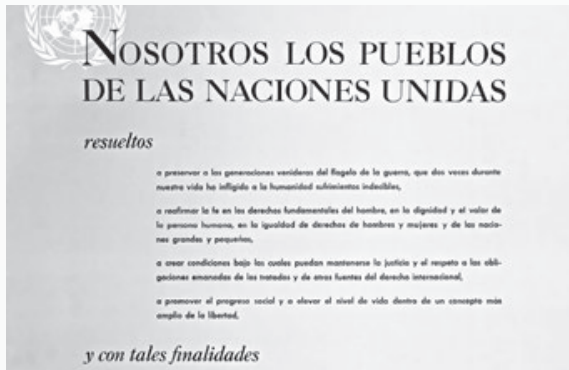 NOSOTROS LOS PUEBLOS
DE LAS NACIONES UNIDAS
resueltos
a preservar a las generaciones venideras del flagelo de la guerra, que dos veces durante
nuestra vida ha infligido a la humanidad sufrimientos indecibles,
a reafirmar la fe en los derechos fundamentales del hombre, en la dignidad y el valor de
la persona humana, en la igualdad de derechos de hombres y mujeres y de las nacio-
nes grandes y pequeñas,
a crear condiciones bajo las cuales puedan mantenerse la justicia y el respeto a las obli-
gaciones emanadas de los tratados y de otras fuentes del derecho internacional,
a promover el progreso social y a elevar el nivel de vida dentro de un concepto más
amplio de la libertad,
y con tales finalidades